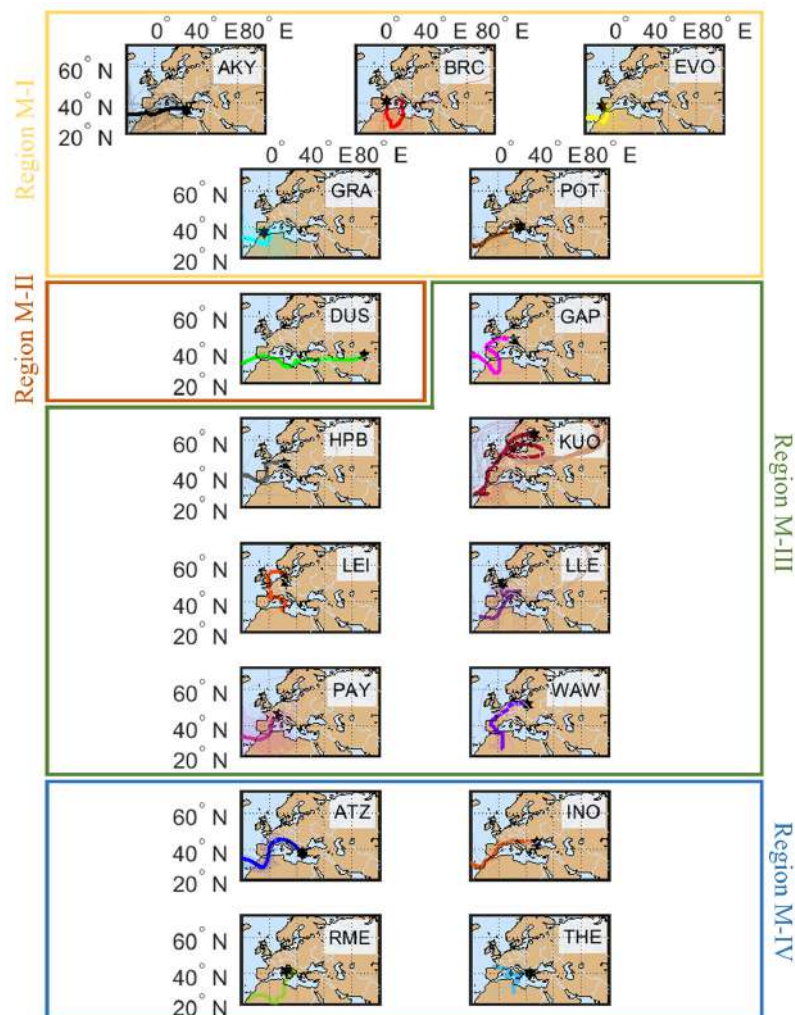 0° 40° E80° E 0° 40° E80° E 0° 40° E80° E
60° N AKY BRC EVO
40° N
20° N
Region M-I
0° 40° E80° E 0° 40° E80° E
60° N GRA POT
40° N
20° N
Region M-II
60° N DUS GAP
40° N
20° N
60° N HPB KUO
40° N
20° N
Region M-III
60° N LEI LLE
40° N
20° N
60° N PAY WAW
40° N
20° N
60° N ATZ INO
40° N
20° N
Region M-IV
60° N RME THE
40° N
20° N